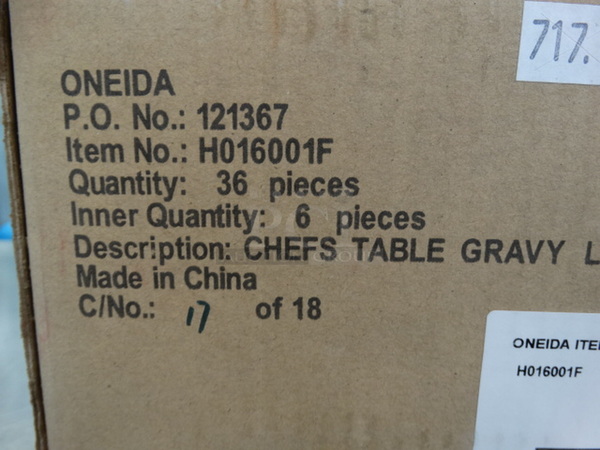 717.
ONEIDA
P.O. No.: 121367
Item No.: H016001F
Quantity: 36 pieces
Inner Quantity: 6 pieces
Description: CHEFS TABLE GRAVY L
Made in China
C/No.: 17 of 18
ONEIDA ITE
H016001F